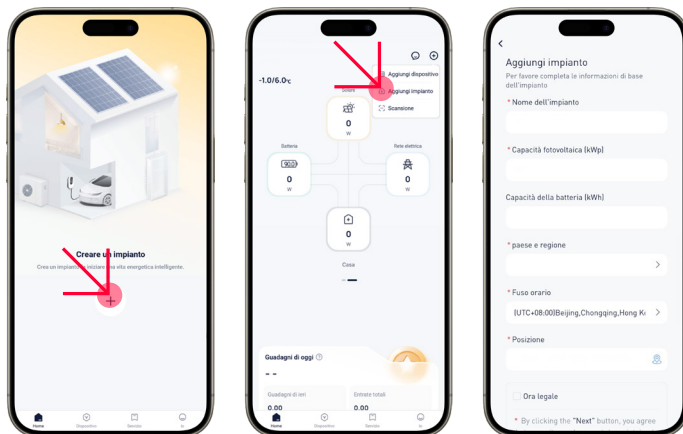 Creare un impianto
Crea un impianto e iniziare una vita energetica intelligente.
Home
Dispositivo
Servizio
Io
-1.0/6.0℃
Aggiungi dispositivo
Aggiungi impianto
Scansione
Solare
0
W
Batteria
Rete elettrica
90.0
0
W
0
W
0
W
Casa
Guadagni di oggi
--
Guadagni di ieri
Entrate totali
0.00
0.00
Home
Dispositivo
Servizio
Io
Aggiungi impianto
Per favore completa le informazioni di base
dell'impianto
* Nome dell'impianto
* Capacità fotovoltaica (kWp)
Capacità della batteria (kWh)
* paese e regione
* Fuso orario
(UTC+08:00)Beijing,Chongqing,Hong K
* Posizione
Ora legale
* By clicking the "Next" button, you agree